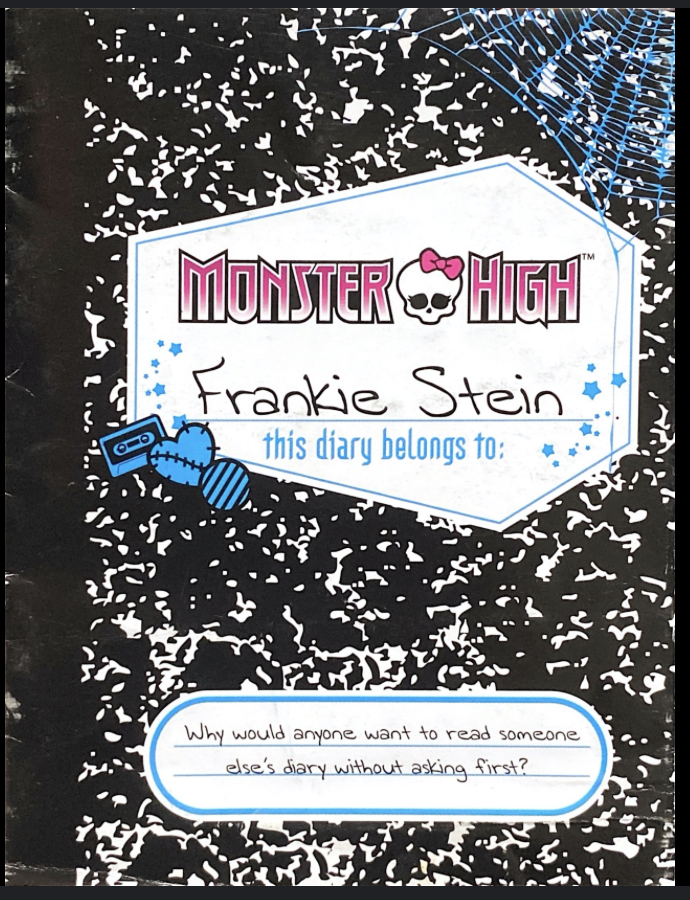 MONSTER HIGH™
Frankie Stein
this diary belongs to:
Why would anyone want to read someone
else's diary without asking first?